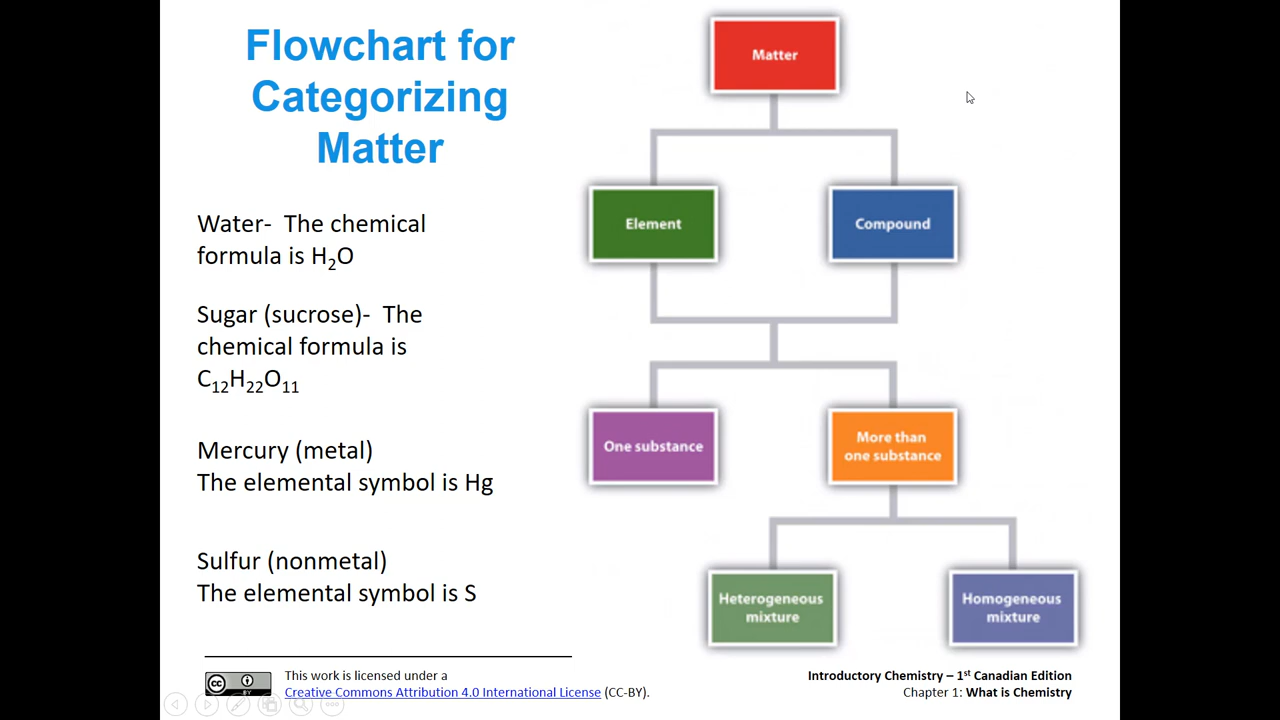 Flowchart for
Categorizing
Matter
Water- The chemical
formula is H₂O
Sugar (sucrose)- The
chemical formula is
C₁₂H₂₂O₁₁
Mercury (metal)
The elemental symbol is Hg
Sulfur (nonmetal)
The elemental symbol is S
Matter
Element
Compound
One substance
More than
one substance
Heterogeneous
mixture
Homogeneous
mixture
cc
BY
This work is licensed under a
Creative Commons Attribution 4.0 International License (CC-BY).
Introductory Chemistry – 1st Canadian Edition
Chapter 1: What is Chemistry